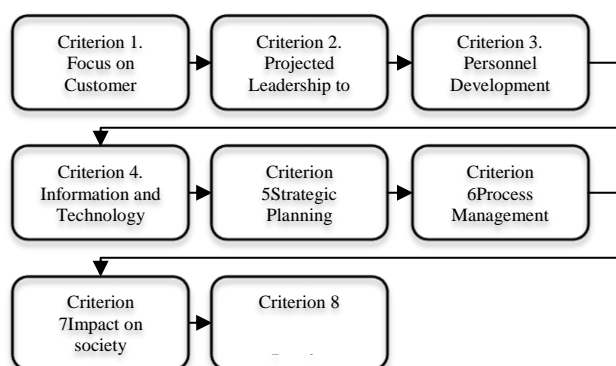 Criterion 1.
Focus on
Customer
Criterion 2.
Projected
Leadership to
Criterion 3.
Personnel
Development
Criterion 4.
Information and
Technology
Criterion
5Strategic
Planning
Criterion
6Process
Management
Criterion
7Impact on
society
Criterion 8